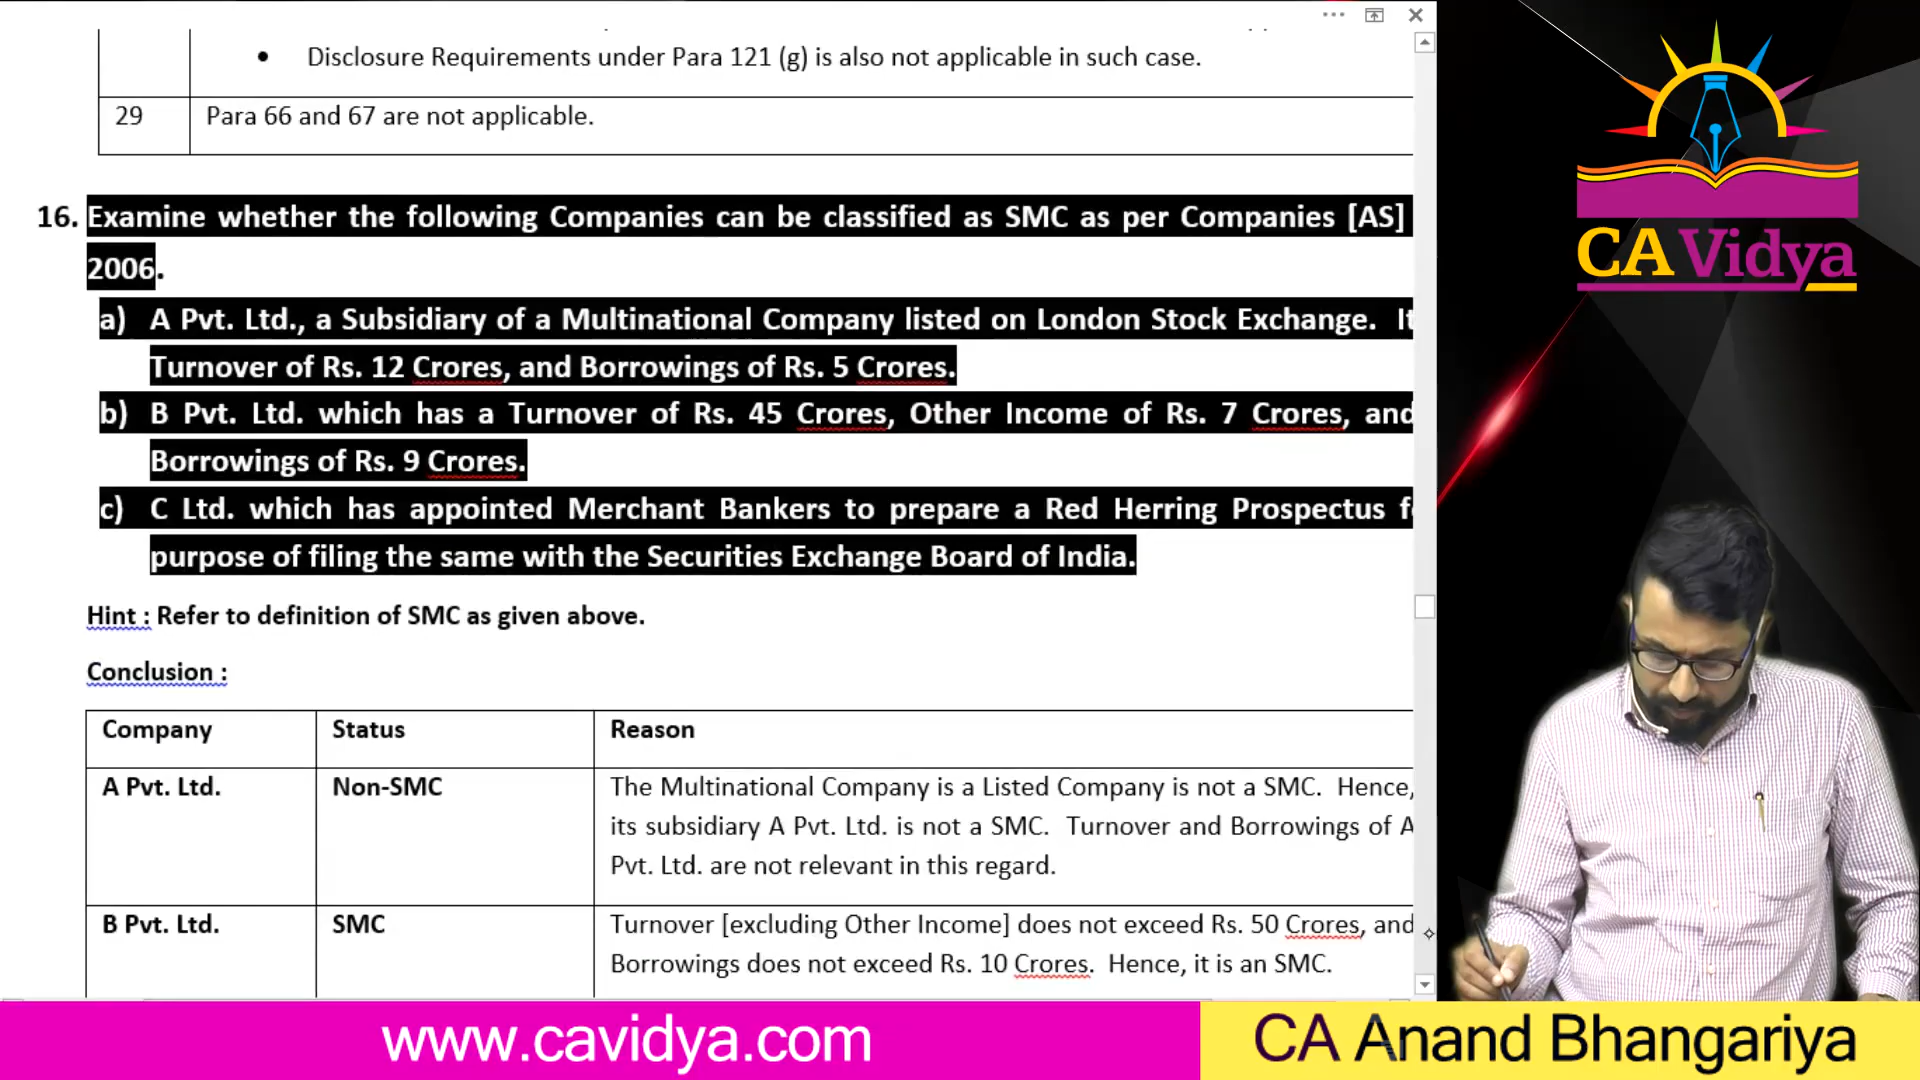 • Disclosure Requirements under Para 121 (g) is also not applicable in such case.
29 Para 66 and 67 are not applicable.
16. Examine whether the following Companies can be classified as SMC as per Companies [AS]
2006.
a) A Pvt. Ltd., a Subsidiary of a Multinational Company listed on London Stock Exchange.
Turnover of Rs. 12 Crores, and Borrowings of Rs. 5 Crores.
b) B Pvt. Ltd. which has a Turnover of Rs. 45 Crores, Other Income of Rs. 7 Crores, and
Borrowings of Rs. 9 Crores.
c) C Ltd. which has appointed Merchant Bankers to prepare a Red Herring Prospectus
purpose of filing the same with the Securities Exchange Board of India.
Hint : Refer to definition of SMC as given above.
Conclusion :
Company Status Reason
A Pvt. Ltd. Non-SMC The Multinational Company is a Listed Company is not a SMC. Hence,
its subsidiary A Pvt. Ltd. is not a SMC. Turnover and Borrowings of A
Pvt. Ltd. are not relevant in this regard.
B Pvt. Ltd. SMC Turnover [excluding Other Income] does not exceed Rs. 50 Crores, and
Borrowings does not exceed Rs. 10 Crores. Hence, it is an SMC.
CA Vidya
www.cavidya.com
CA Anand Bhangariya